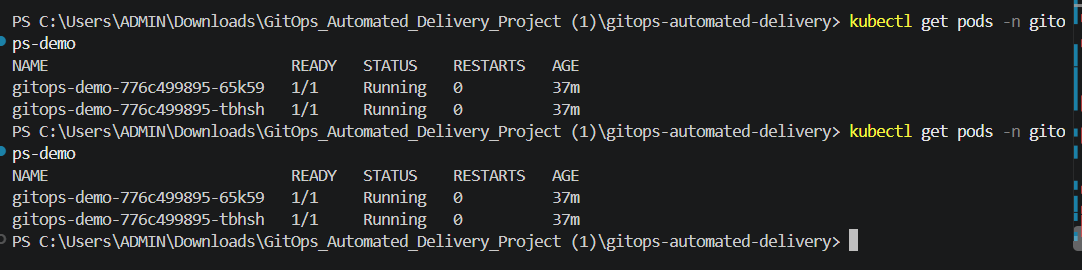 PS C:\Users\ADMIN\Downloads\GitOps_Automated_Delivery_Project (1)\gitops-automated-delivery> kubectl get pods -n gito
ps-demo
NAME READY STATUS RESTARTS AGE
gitops-demo-776c499895-65k59 1/1 Running 0 37m
gitops-demo-776c499895-tbhsh 1/1 Running 0 37m
PS C:\Users\ADMIN\Downloads\GitOps_Automated_Delivery_Project (1)\gitops-automated-delivery> kubectl get pods -n gito
ps-demo
NAME READY STATUS RESTARTS AGE
gitops-demo-776c499895-65k59 1/1 Running 0 37m
gitops-demo-776c499895-tbhsh 1/1 Running 0 37m
PS C:\Users\ADMIN\Downloads\GitOps_Automated_Delivery_Project (1)\gitops-automated-delivery>